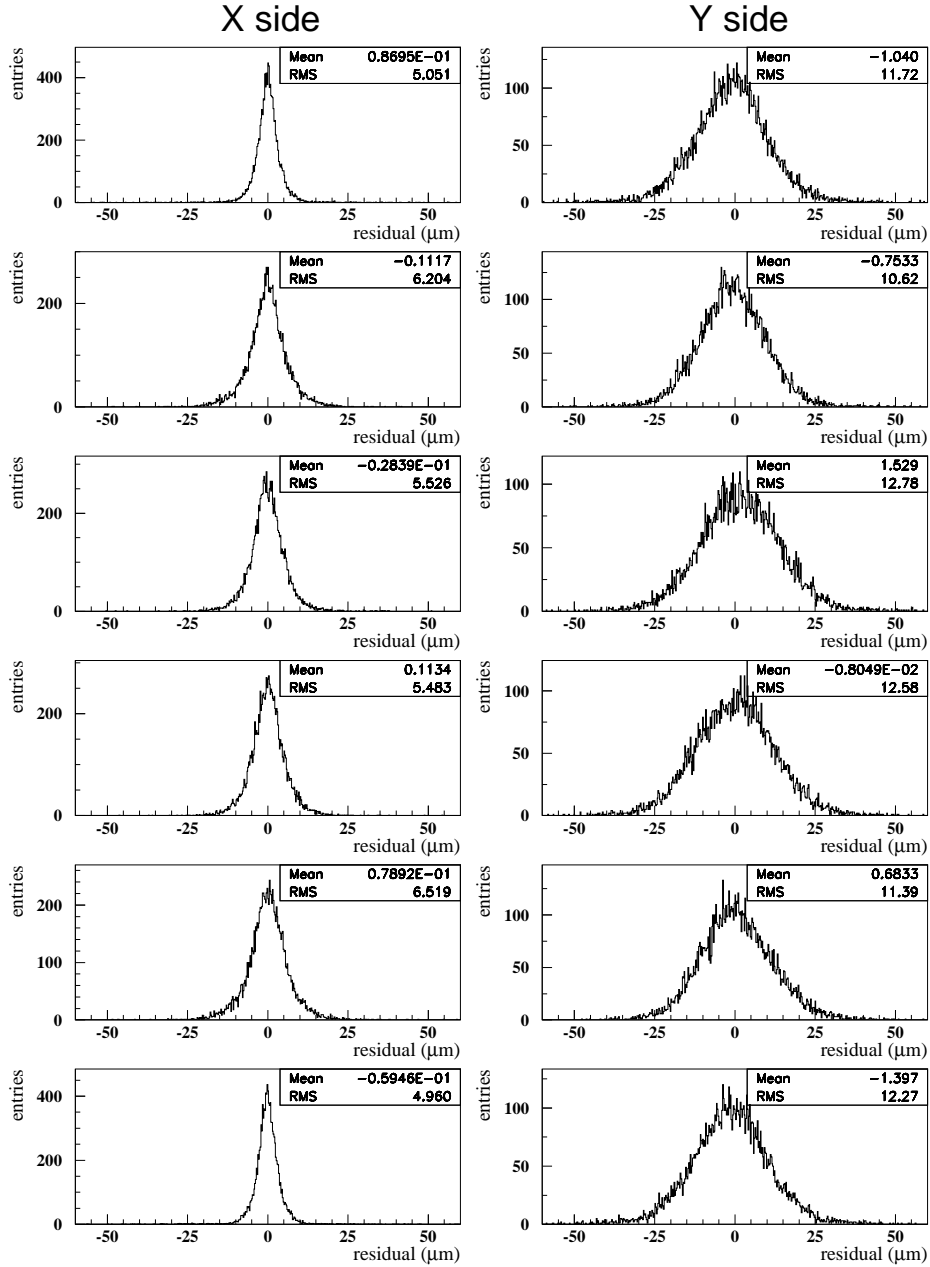 X side
Y side
entries
Mean 0.8695E-01
RMS 5.051
400
200
0
-50 -25 0 25 50
residual (μm)
entries
Mean -1.040
RMS 11.72
100
50
0
-50 -25 0 25 50
residual (μm)
entries
Mean -0.1117
RMS 6.204
200
0
-50 -25 0 25 50
residual (μm)
entries
Mean -0.7533
RMS 10.62
100
50
0
-50 -25 0 25 50
residual (μm)
entries
Mean -0.2839E-01
RMS 5.526
200
0
-50 -25 0 25 50
residual (μm)
entries
Mean 1.529
RMS 12.78
100
50
0
-50 -25 0 25 50
residual (μm)
entries
Mean 0.1134
RMS 5.483
200
0
-50 -25 0 25 50
residual (μm)
entries
Mean -0.8049E-02
RMS 12.58
100
50
0
-50 -25 0 25 50
residual (μm)
entries
Mean 0.7892E-01
RMS 6.519
200
100
0
-50 -25 0 25 50
residual (μm)
entries
Mean 0.6833
RMS 11.39
100
50
0
-50 -25 0 25 50
residual (μm)
entries
Mean -0.5946E-01
RMS 4.960
400
200
0
-50 -25 0 25 50
residual (μm)
entries
Mean -1.397
RMS 12.27
100
50
0
-50 -25 0 25 50
residual (μm)